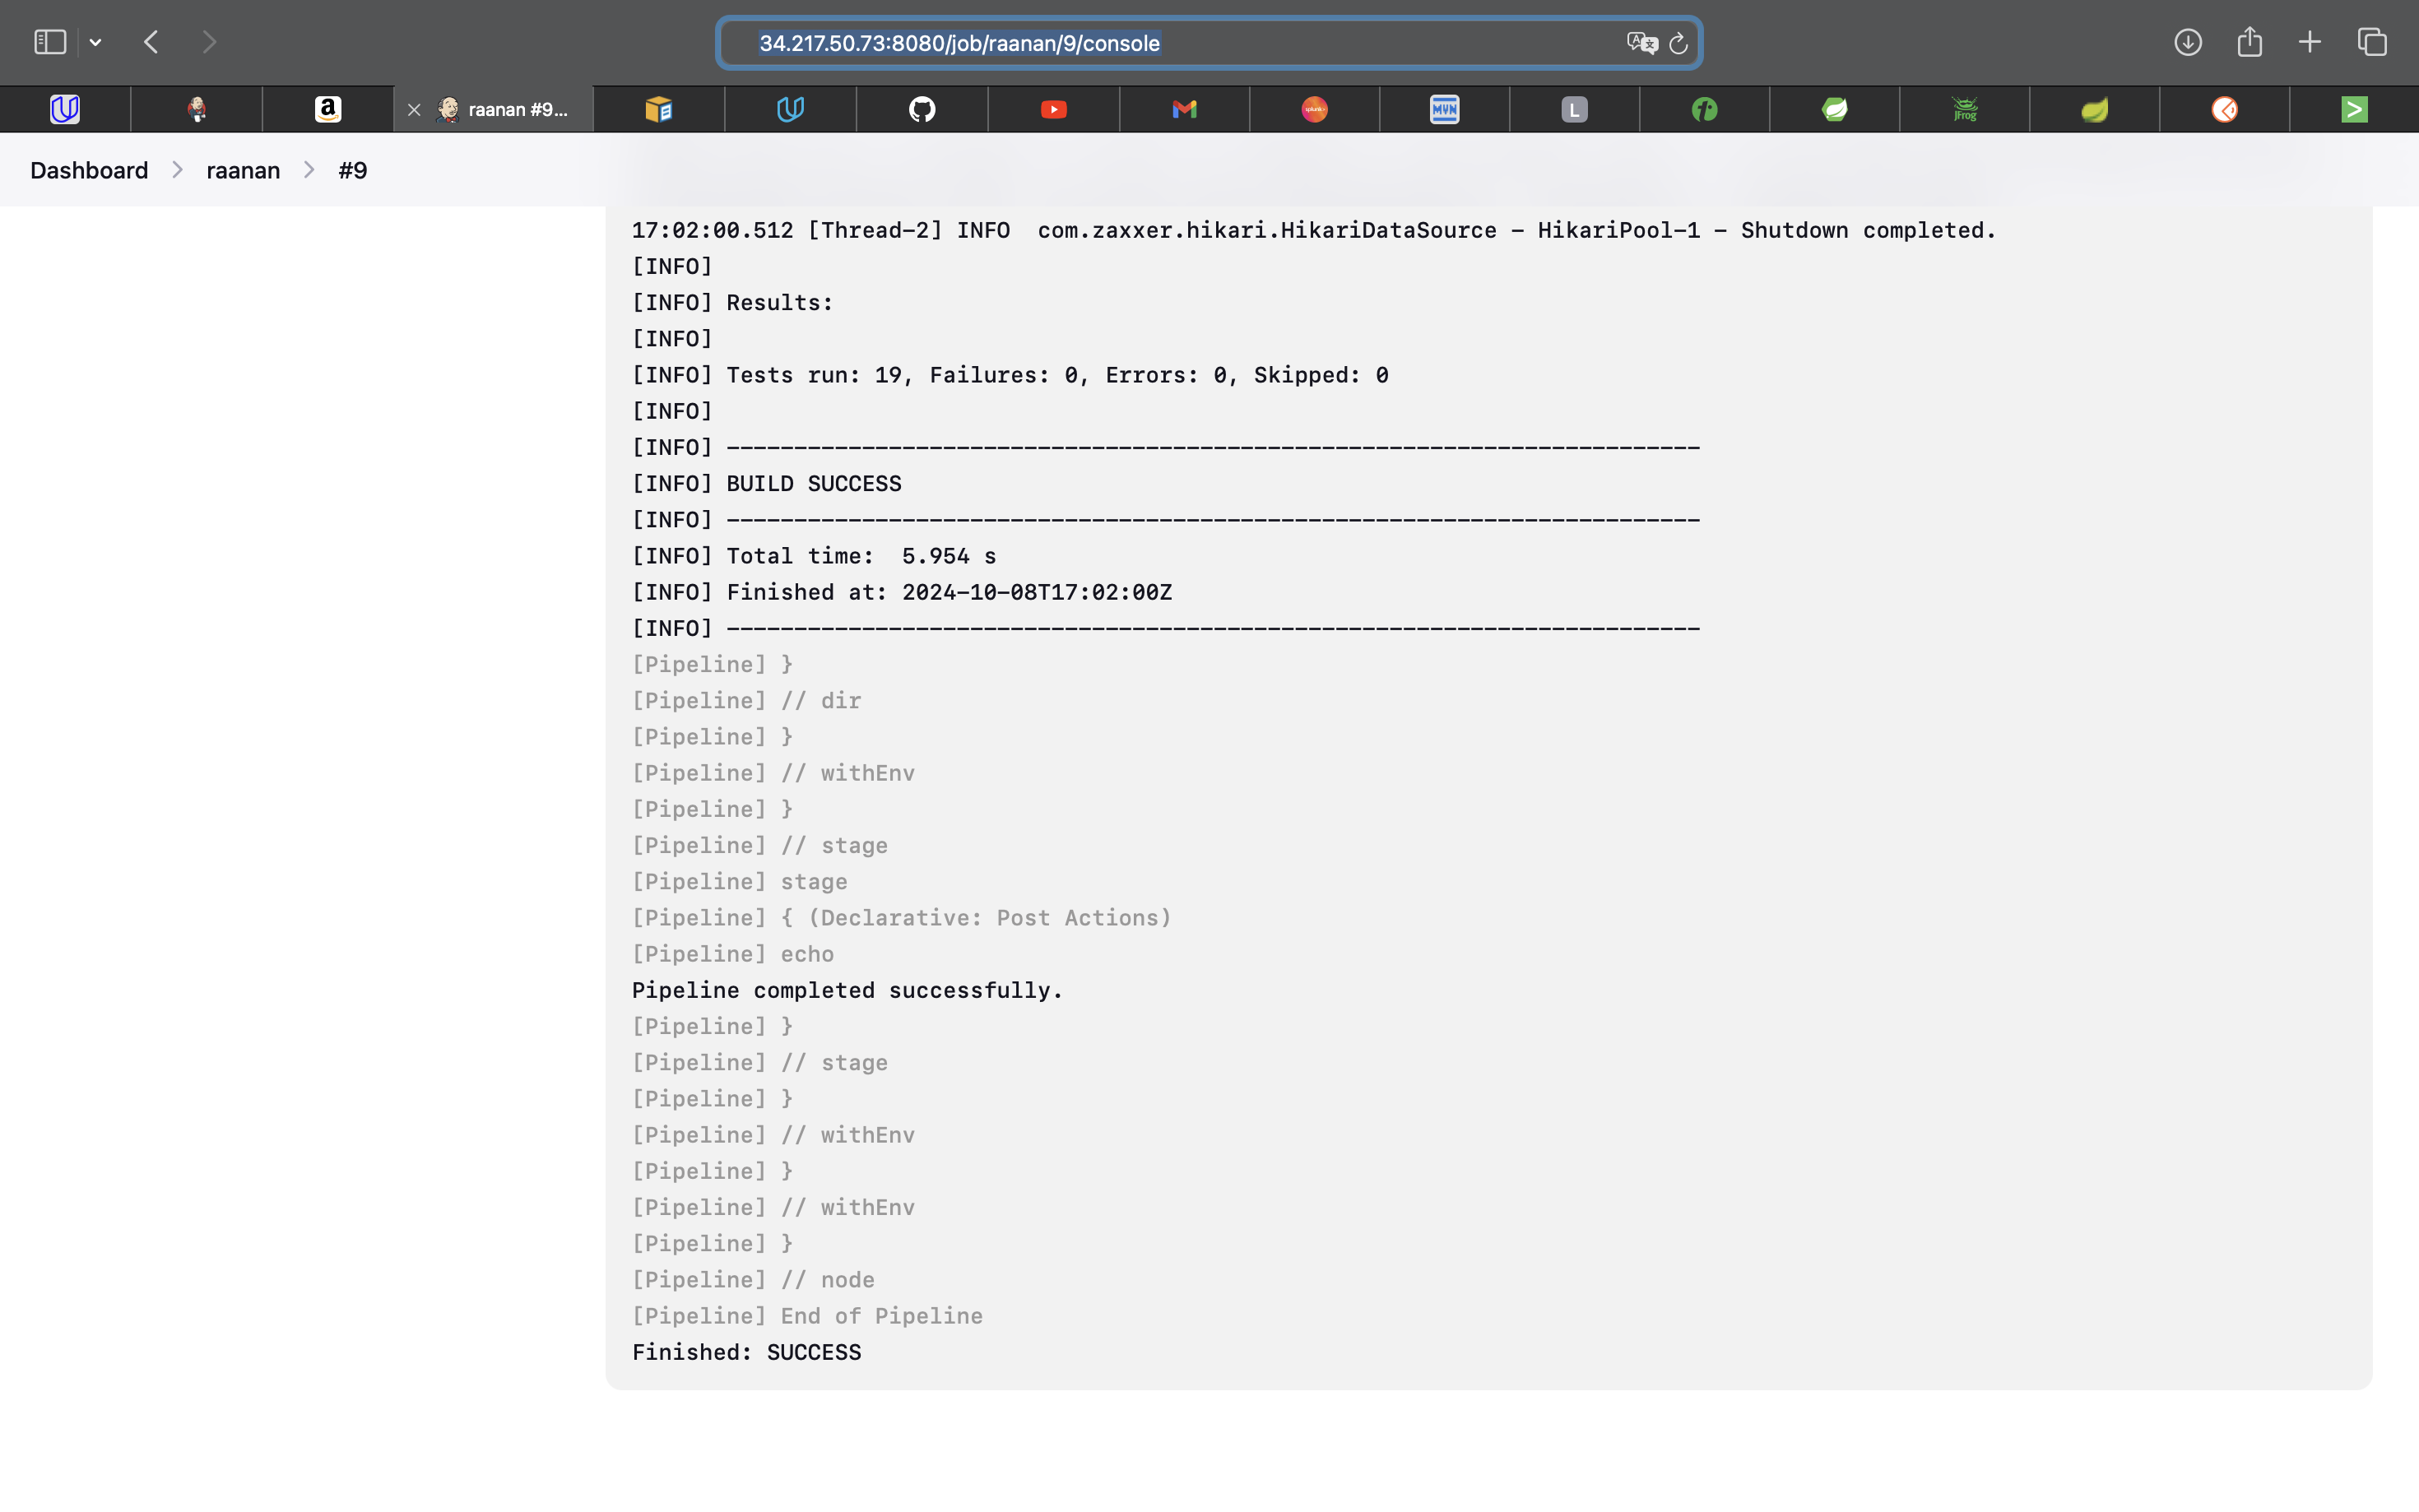 34.217.50.73:8080/job/raanan/9/console
a
raanan #9...
splunk>
MVN
L
JFrog
>
Dashboard > raanan > #9
17:02:00.512 [Thread-2] INFO  com.zaxxer.hikari.HikariDataSource - HikariPool-1 - Shutdown completed.
[INFO]
[INFO] Results:
[INFO]
[INFO] Tests run: 19, Failures: 0, Errors: 0, Skipped: 0
[INFO]
[INFO] ------------------------------------------------------------------------
[INFO] BUILD SUCCESS
[INFO] ------------------------------------------------------------------------
[INFO] Total time:  5.954 s
[INFO] Finished at: 2024-10-08T17:02:00Z
[INFO] ------------------------------------------------------------------------
[Pipeline] }
[Pipeline] // dir
[Pipeline] }
[Pipeline] // withEnv
[Pipeline] }
[Pipeline] // stage
[Pipeline] stage
[Pipeline] { (Declarative: Post Actions)
[Pipeline] echo
Pipeline completed successfully.
[Pipeline] }
[Pipeline] // stage
[Pipeline] }
[Pipeline] // withEnv
[Pipeline] }
[Pipeline] // withEnv
[Pipeline] }
[Pipeline] // node
[Pipeline] End of Pipeline
Finished: SUCCESS